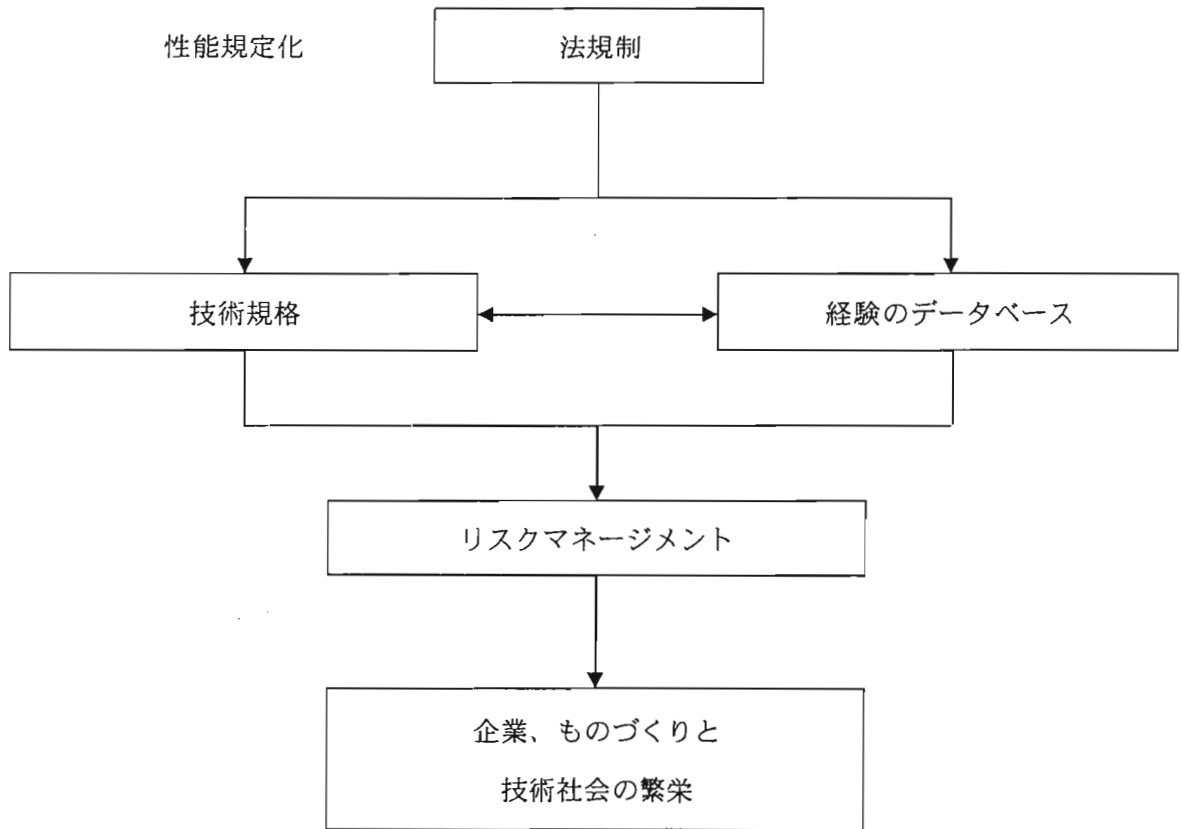 性能規定化
法規制
技術規格
経験のデータベース
リスクマネージメント
企業、ものづくりと
技術社会の繁栄